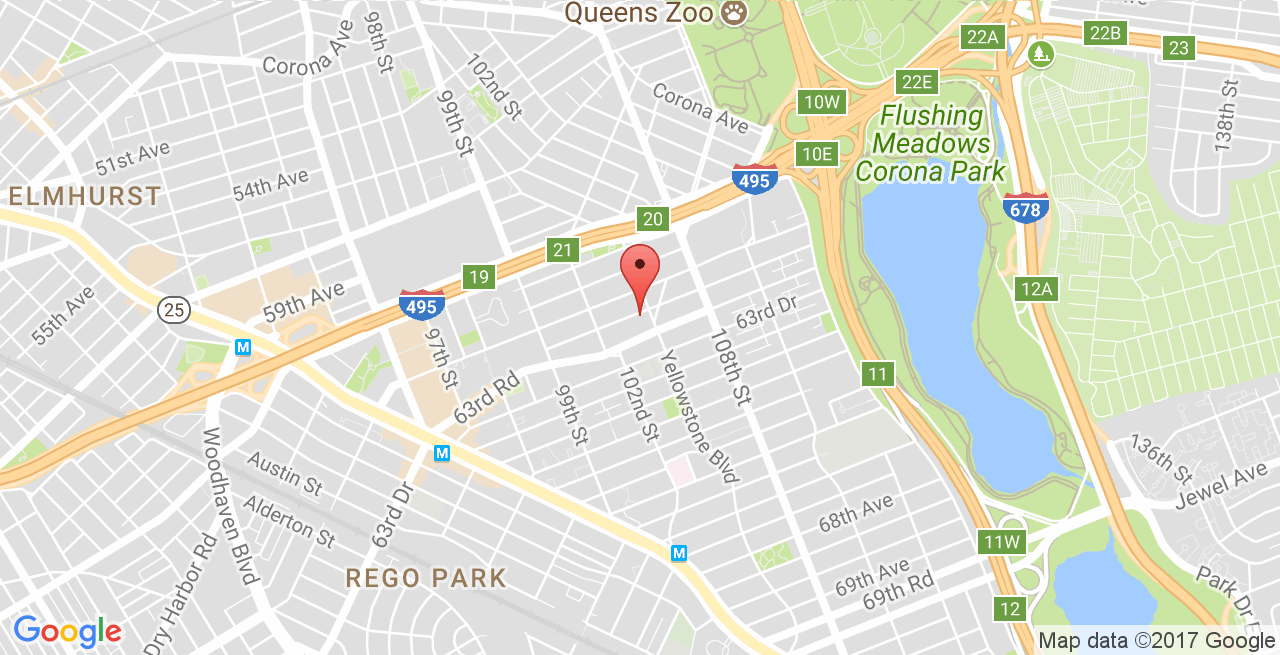 Queens Zoo
22A
22B
23
98th St
Corona Ave
102nd St
99th St
Corona Ave
22E
10W
138th St
Flushing
Meadows
Corona Park
10E
51st Ave
54th Ave
ELMHURST
495
678
20
21
19
12A
55th Ave
25
59th Ave
495
63rd Dr
M
97th St
108th St
11
63rd Rd
99th St
102nd St
Yellowstone Blvd
M
Woodhaven Blvd
Austin St
Alderton St
63rd Dr
136th St
Jewel Ave
68th Ave
11W
M
REGO PARK
69th Ave
69th Rd
Dry Harbor Rd
12
Park Dr E
Google
Map data ©2017 Google